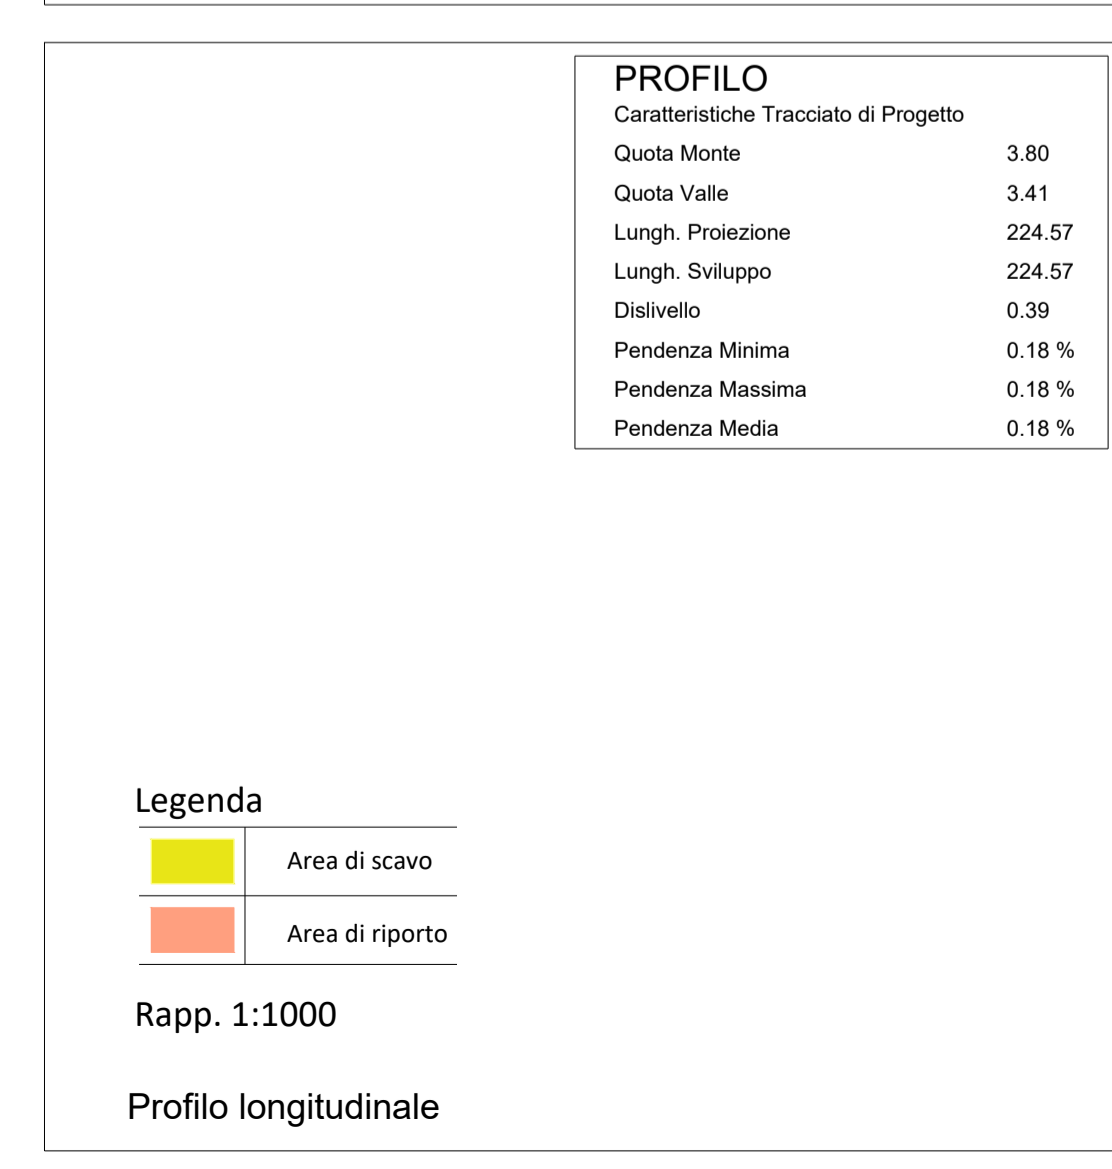 PROFILO
Caratteristiche Tracciato di Progetto
Quota Monte 3.80
Quota Valle 3.41
Lungh. Proiezione 224.57
Lungh. Sviluppo 224.57
Dislivello 0.39
Pendenza Minima 0.18 %
Pendenza Massima 0.18 %
Pendenza Media 0.18 %
Legenda
Area di scavo
Area di riporto
Rapp. 1:1000
Profilo longitudinale